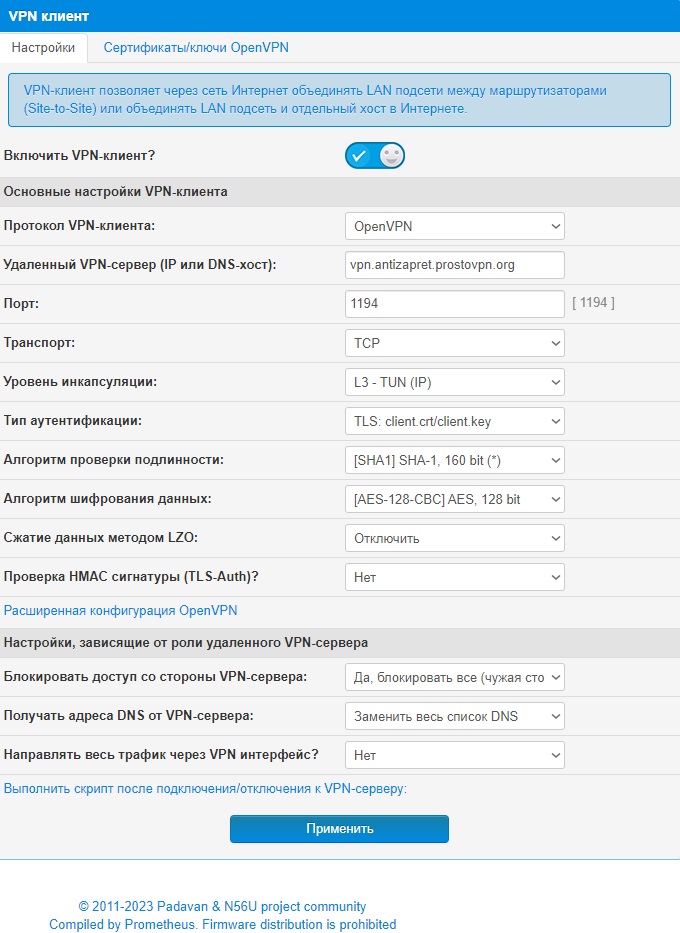 VPN клиент
Настройки
Сертификаты/ключи OpenVPN
VPN-клиент позволяет через сеть Интернет объединять LAN подсети между маршрутизаторами
(Site-to-Site) или объединять LAN подсеть и отдельный хост в Интернете.
Включить VPN-клиент?
Основные настройки VPN-клиента
Протокол VPN-клиента: OpenVPN
Удаленный VPN-сервер (IP или DNS-хост): vpn.antizapret.prostovpn.org
Порт: 1194 [ 1194 ]
Транспорт: TCP
Уровень инкапсуляции: L3 - TUN (IP)
Тип аутентификации: TLS: client.crt/client.key
Алгоритм проверки подлинности: [SHA1] SHA-1, 160 bit (*)
Алгоритм шифрования данных: [AES-128-CBC] AES, 128 bit
Сжатие данных методом LZO: Отключить
Проверка HMAC сигнатуры (TLS-Auth)? Нет
Расширенная конфигурация OpenVPN
Настройки, зависящие от роли удаленного VPN-сервера
Блокировать доступ со стороны VPN-сервера: Да, блокировать все (чужая сто
Получать адреса DNS от VPN-сервера: Заменить весь список DNS
Направлять весь трафик через VPN интерфейс? Нет
Выполнить скрипт после подключения/отключения к VPN-серверу:
Применить
© 2011-2023 Padavan & N56U project community
Compiled by Prometheus. Firmware distribution is prohibited